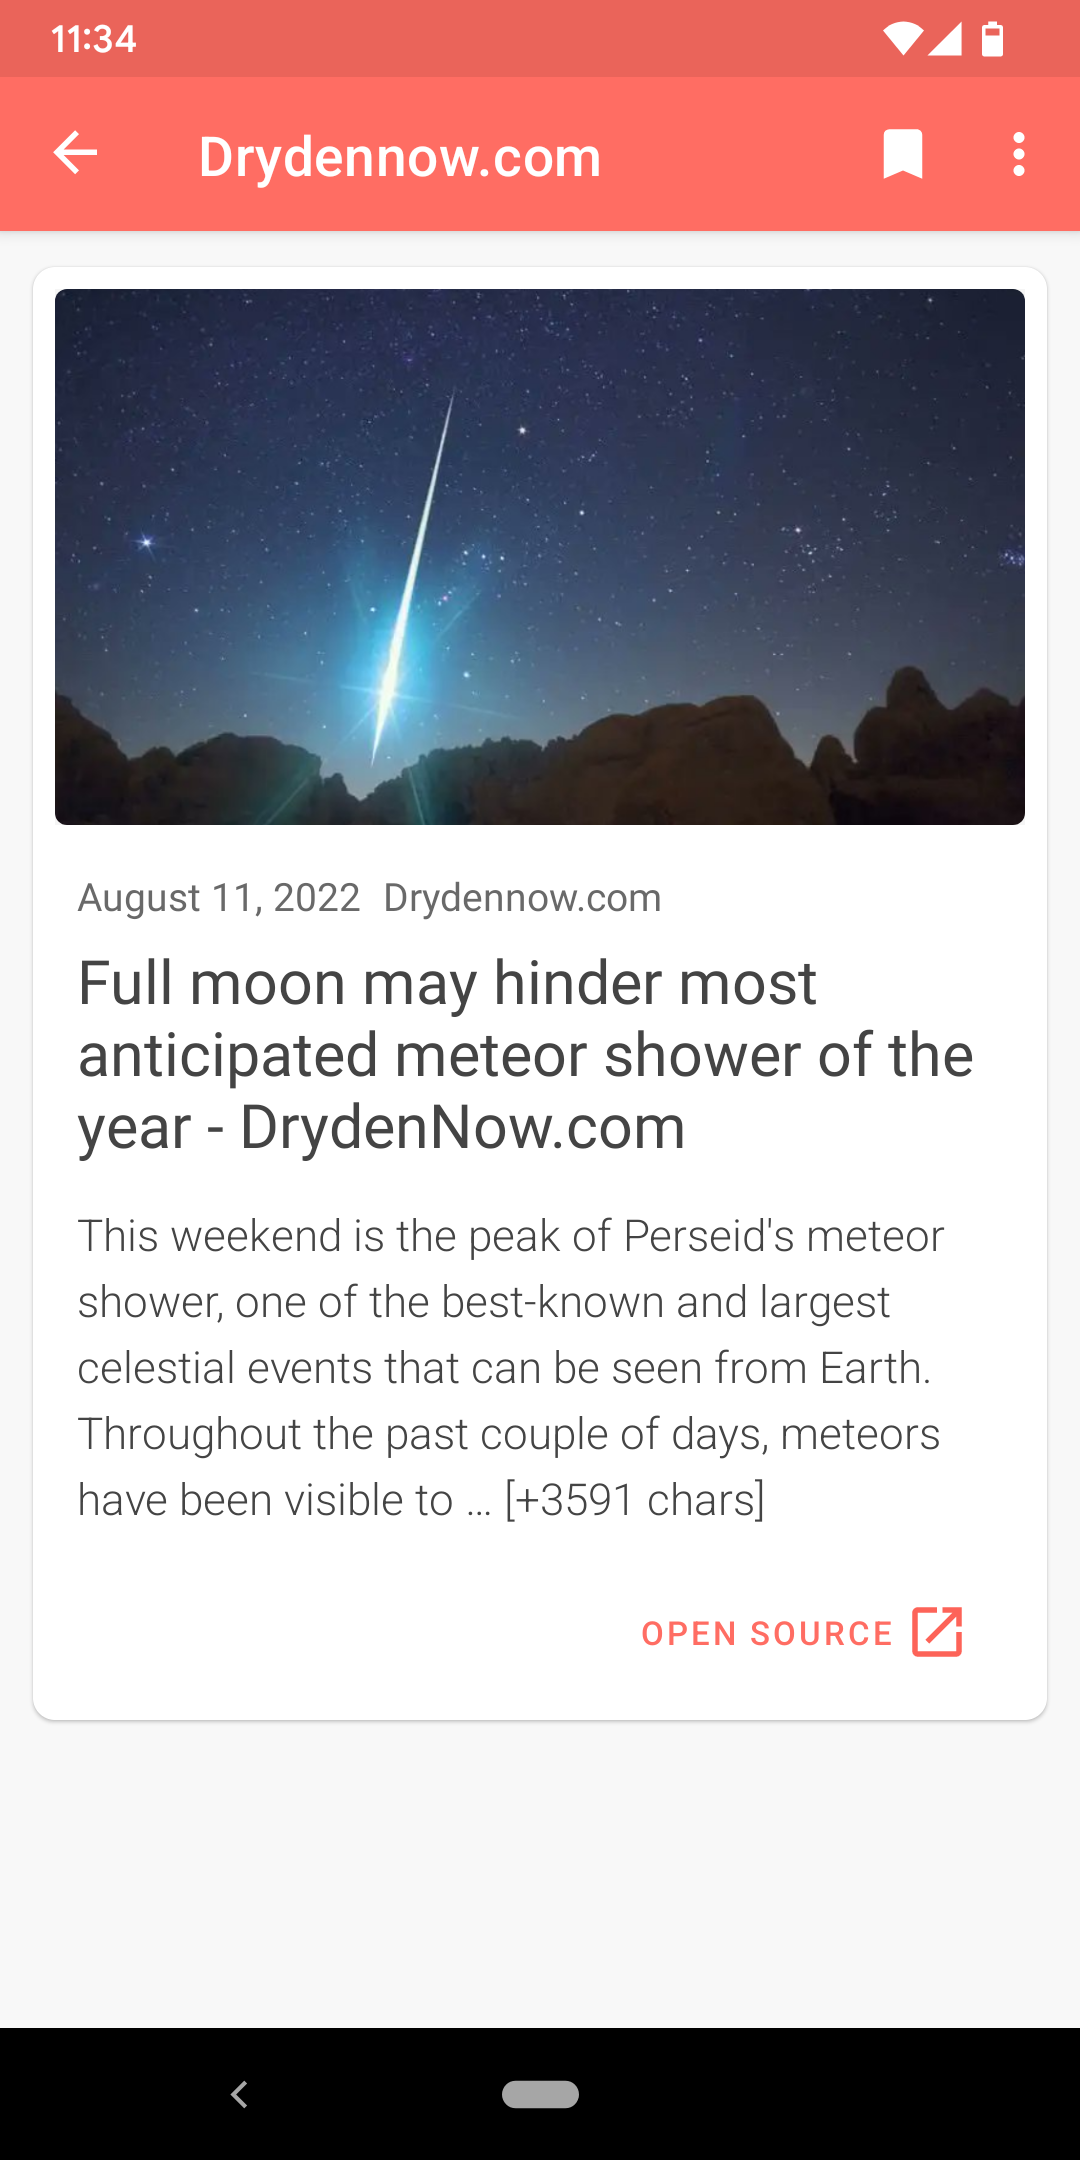 11:34
Drydennow.com
August 11, 2022 Drydennow.com
Full moon may hinder most
anticipated meteor shower of the
year - DrydenNow.com
This weekend is the peak of Perseid's meteor
shower, one of the best-known and largest
celestial events that can be seen from Earth.
Throughout the past couple of days, meteors
have been visible to … [+3591 chars]
OPEN SOURCE